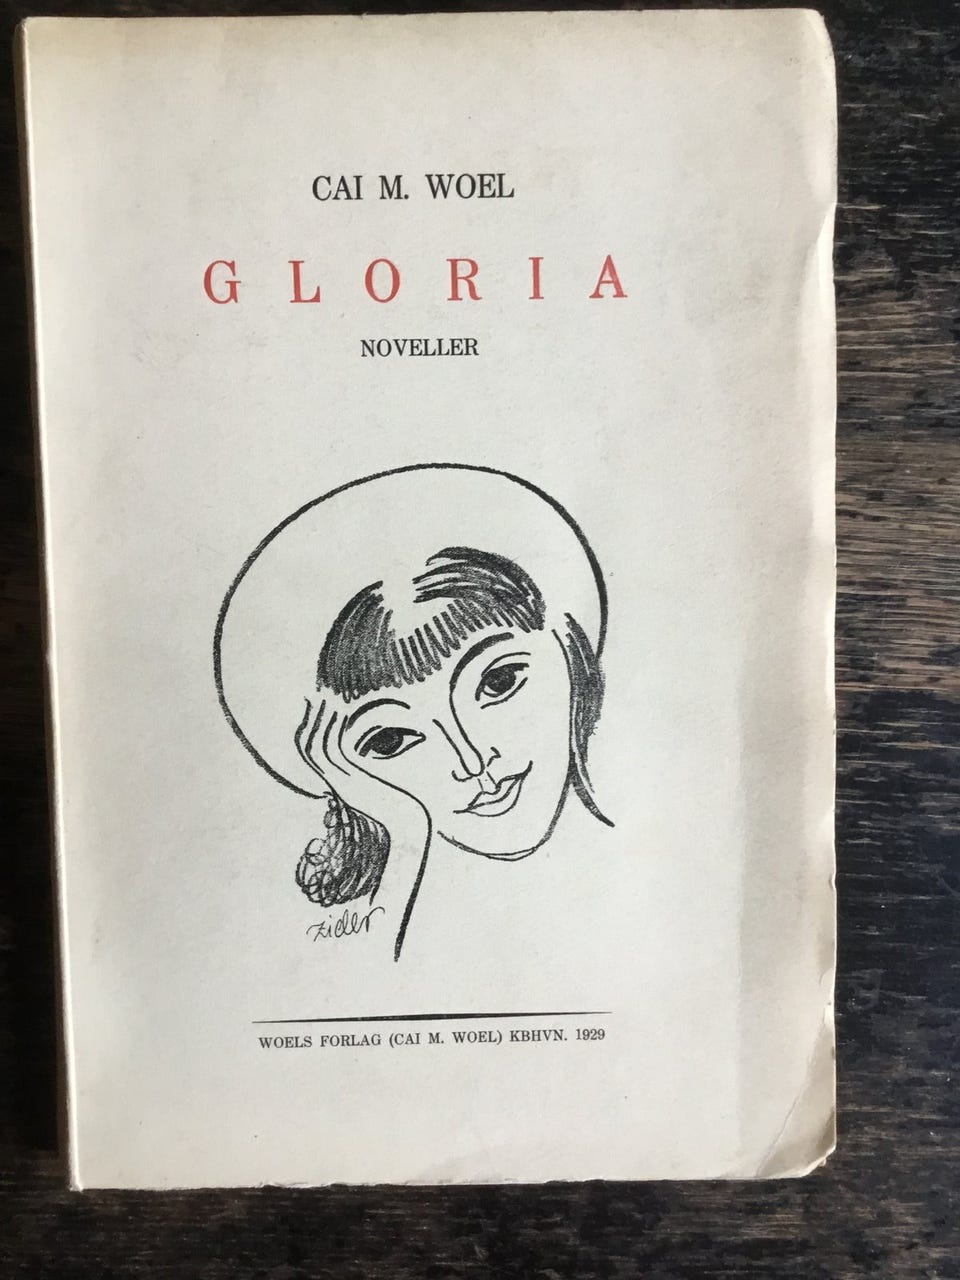 CAI M. WOEL
GLORIA
NOVELLER
zieler
WOELS FORLAG (CAI M. WOEL) KBHVN. 1929